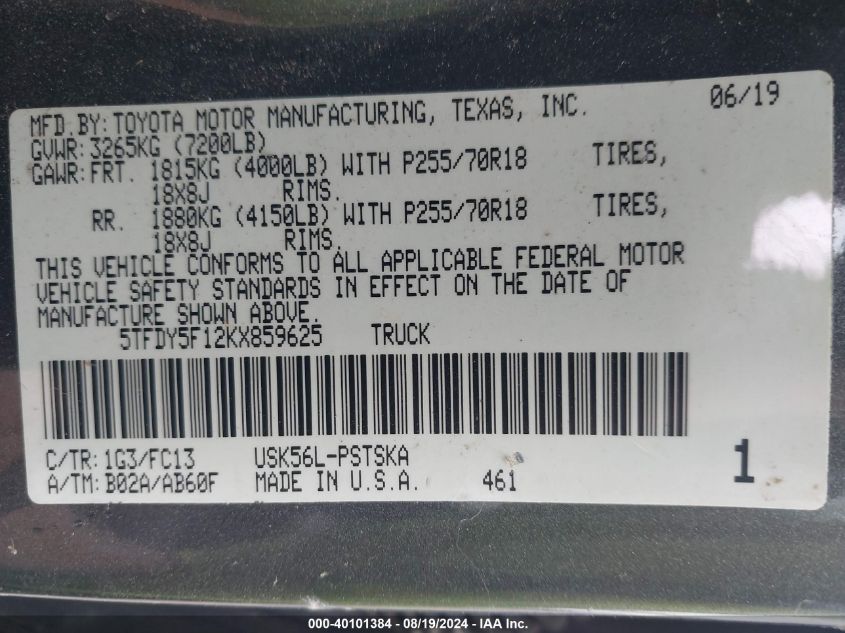 MFD.BY:TOYOTA MOTOR MANUFACTURING, TEXAS, INC. 06/19
GVWR:3265KG (7200LB)
GAWR:FRT. 1815KG (4000LB) WITH P255/70R18 TIRES,
18X8J RIMS.
RR. 1880KG (4150LB) WITH P255/70R18 TIRES,
18X8J RIMS.
THIS VEHICLE CONFORMS TO ALL APPLICABLE FEDERAL MOTOR
VEHICLE SAFETY STANDARDS IN EFFECT ON THE DATE OF
MANUFACTURE SHOWN ABOVE.
5TFDY5F12KX859625 TRUCK
C/TR:1G3/FC13 USK56L-PSTSKA
A/TM:B02A/AB60F MADE IN U.S.A. 461 1
000-40101384 - 08/19/2024 - IAA Inc.